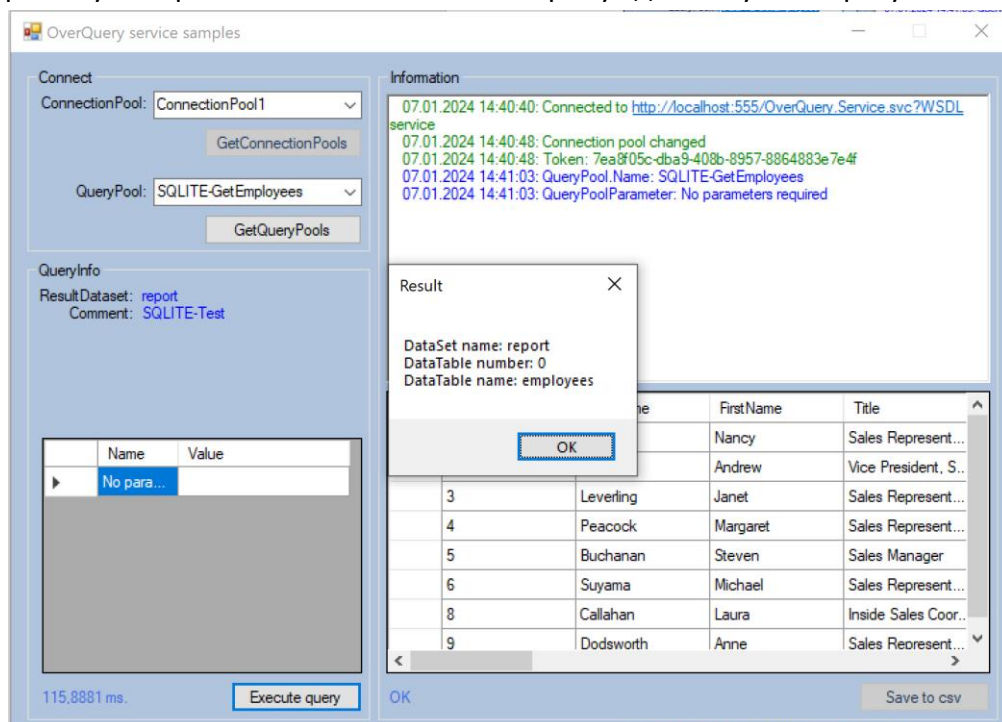 OverQuery service samples
Connect
ConnectionPool: ConnectionPool1
GetConnectionPools
QueryPool: SQLITE-GetEmployees
GetQueryPools
QueryInfo
ResultDataset: report
Comment: SQLITE-Test
Name Value
No para...
115,8881 ms.
Execute query
Information
07.01.2024 14:40:40: Connected to http://localhost:555/OverQuery.Service.svc?WSDL
service
07.01.2024 14:40:48: Connection pool changed
07.01.2024 14:40:48: Token: 7ea8f05c-dba9-408b-8957-8864883e7e4f
07.01.2024 14:41:03: QueryPool.Name: SQLITE-GetEmployees
07.01.2024 14:41:03: QueryPoolParameter: No parameters required
Result
DataSet name: report
DataTable number: 0
DataTable name: employees
OK
FirstName Title
Nancy Sales Represent...
Andrew Vice President, S...
3 Leverling Janet Sales Represent...
4 Peacock Margaret Sales Represent...
5 Buchanan Steven Sales Manager
6 Suyama Michael Sales Represent...
8 Callahan Laura Inside Sales Coor...
9 Dodsworth Anne Sales Represent...
OK
Save to csv